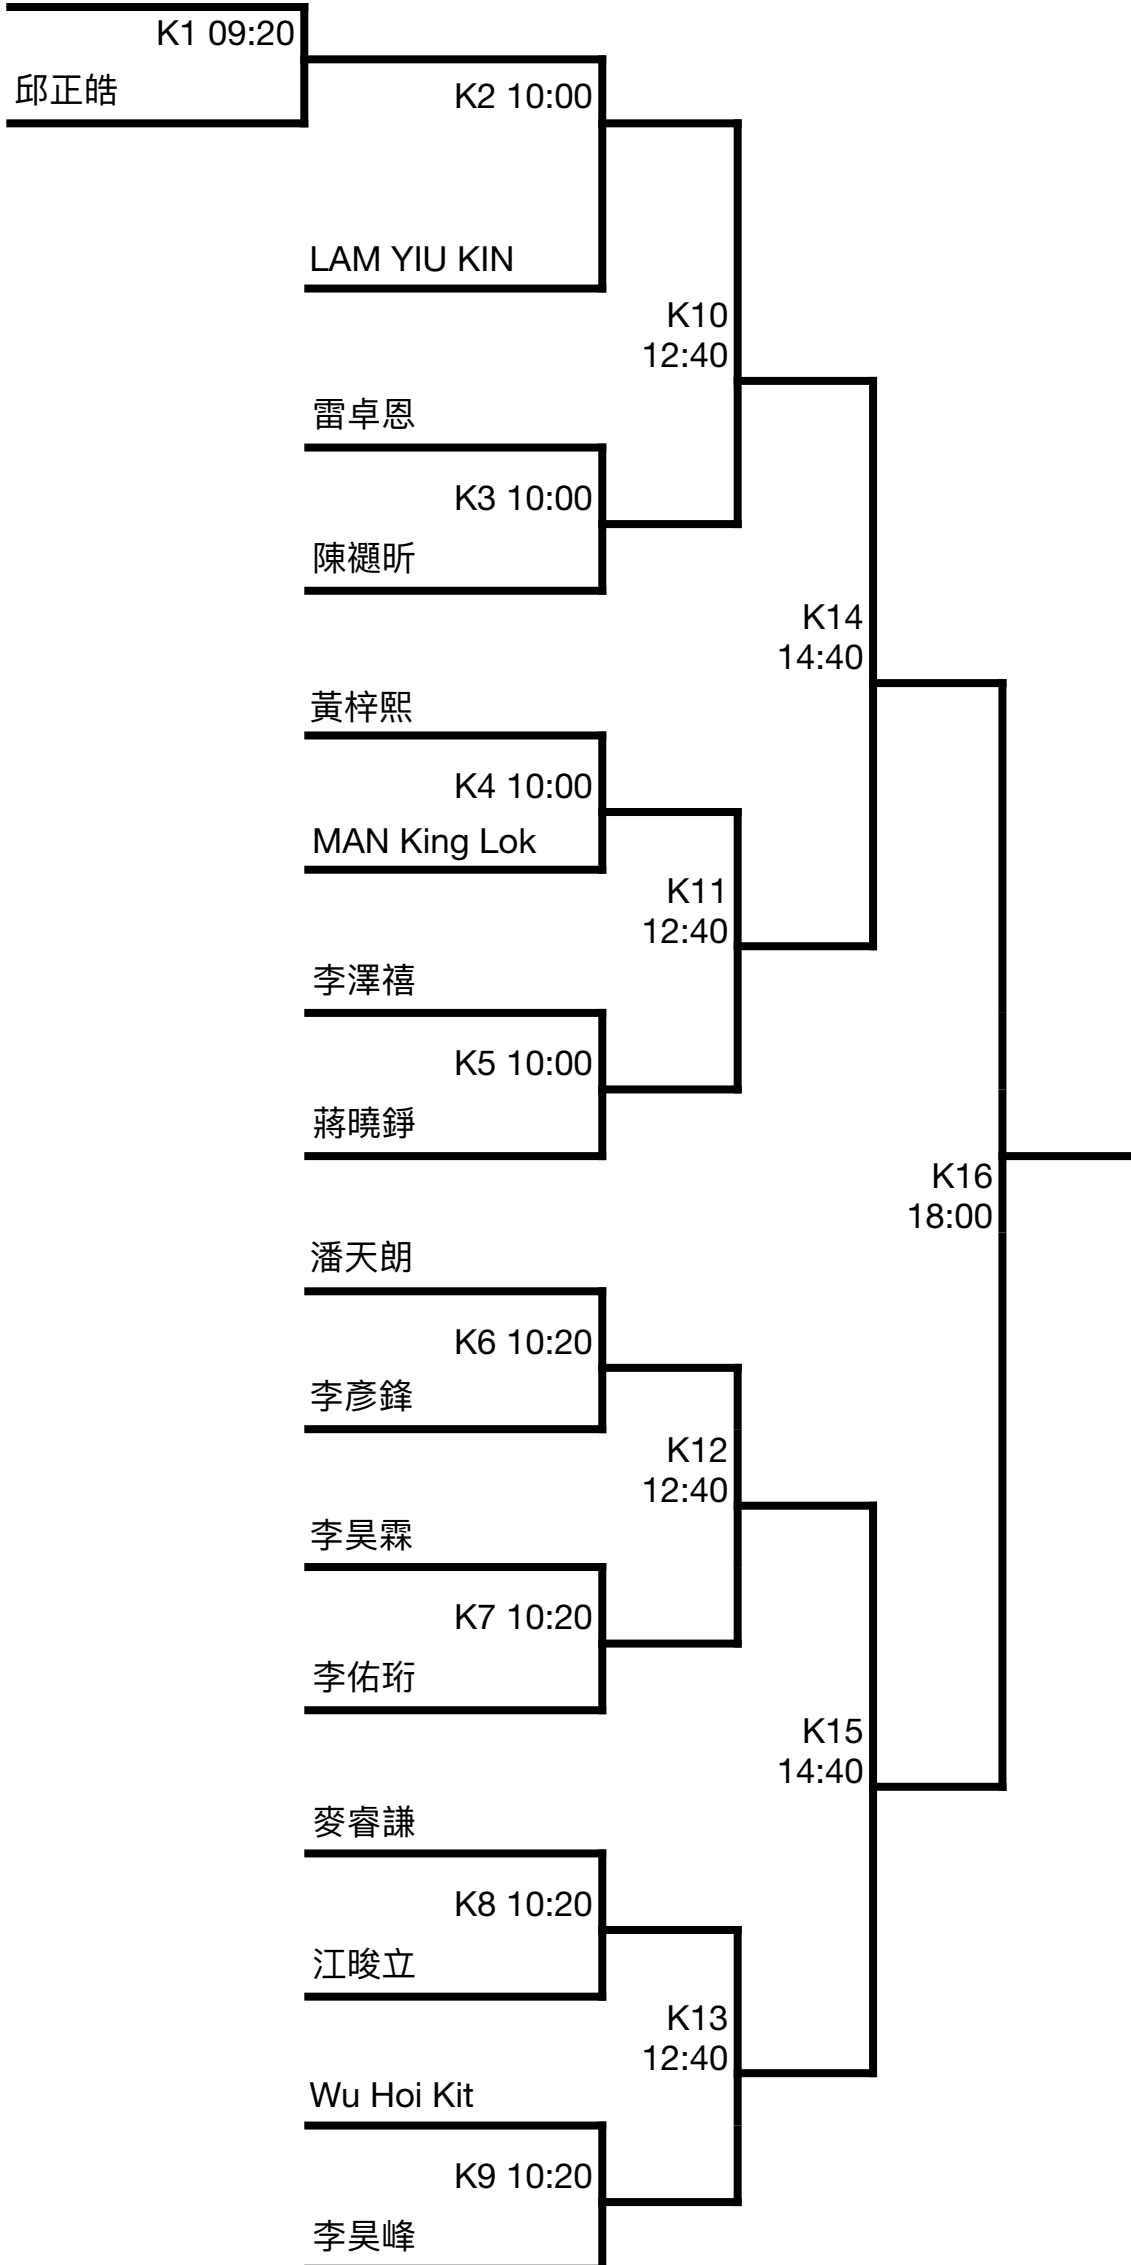 K1 09:20
邱正皓
K2 10:00
LAM YIU KIN
K10
12:40
雷卓恩
K3 10:00
陳禵昕
K14
14:40
黃梓熙
K4 10:00
MAN King Lok
K11
12:40
李澤禧
K5 10:00
蔣曉錚
K16
18:00
潘天朗
K6 10:20
李彥鋒
K12
12:40
李昊霖
K7 10:20
李佑珩
K15
14:40
麥睿謙
K8 10:20
江晙立
K13
12:40
Wu Hoi Kit
K9 10:20
李昊峰